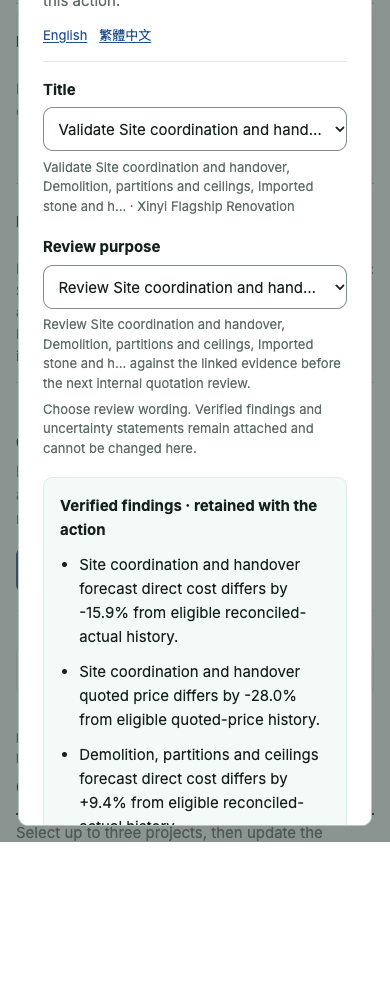 this action.
English 繁體中文
Title
Validate Site coordination and hand...
Validate Site coordination and handover,
Demolition, partitions and ceilings, Imported
stone and h... · Xinyi Flagship Renovation
Review purpose
Review Site coordination and hand...
Review Site coordination and handover,
Demolition, partitions and ceilings, Imported
stone and h... against the linked evidence before
the next internal quotation review.
Choose review wording. Verified findings and
uncertainty statements remain attached and
cannot be changed here.
Verified findings · retained with the
action
• Site coordination and handover
forecast direct cost differs by
-15.9% from eligible reconciled-
actual history.
• Site coordination and handover
quoted price differs by -28.0%
from eligible quoted-price history.
• Demolition, partitions and ceilings
forecast direct cost differs by
+9.4% from eligible reconciled-
actual history.
Select up to three projects, then update the